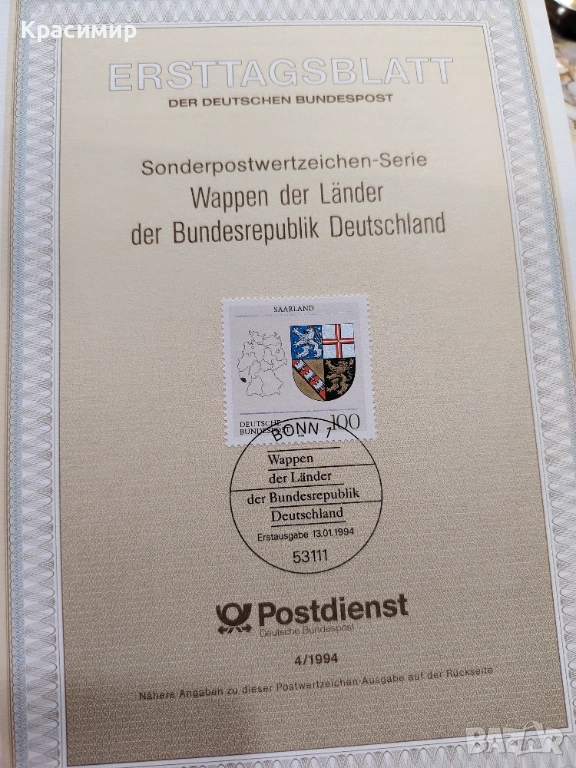 Красимир
ERSTTAGSBLATT
DER DEUTSCHEN BUNDESPOST
Sonderpostwertzeichen-Serie
Wappen der Länder
der Bundesrepublik Deutschland
SAARLAND
DEUTSCHE
BUNDESPOST 100
BONN 1
Wappen
der Länder
der Bundesrepublik
Deutschland
Erstausgabe 13.01.1994
53111
Postdienst
Deutsche Bundespost
4/1994
Nähere Angaben zu dieser Postwertzeichen-Ausgabe auf der Rückseite
BAZAR